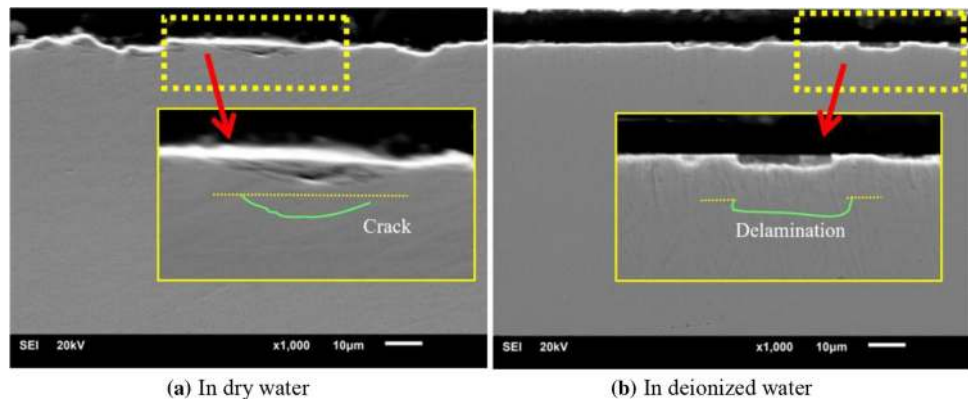 Crack
SEI 20kV x1,000 10µm
Delamination
SEI 20kV x1,000 10µm
(a) In dry water
(b) In deionized water